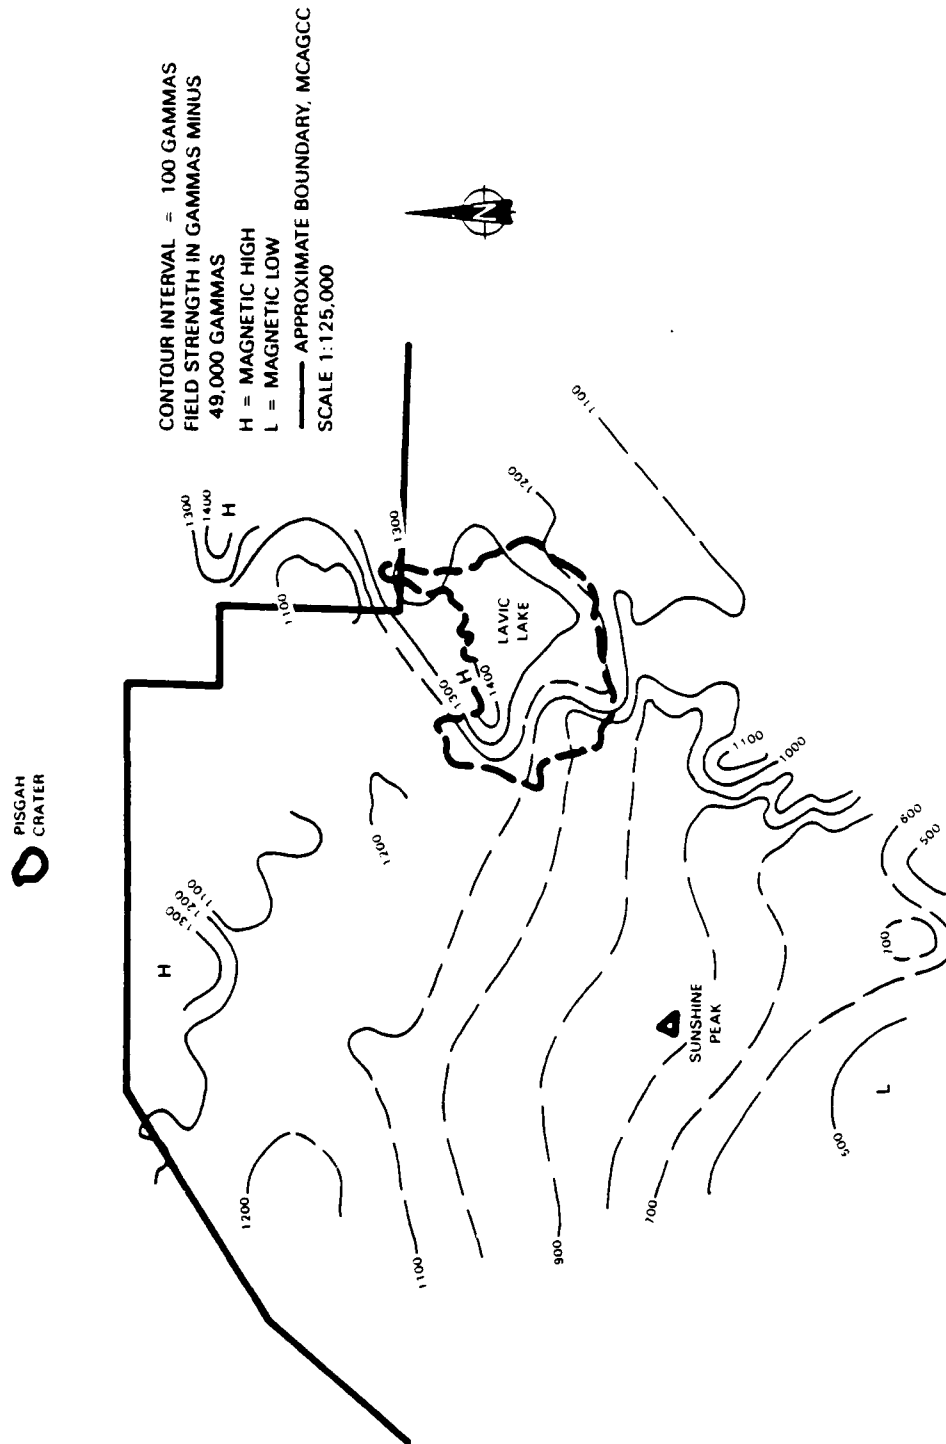 PISGAH
CRATER
CONTOUR INTERVAL = 100 GAMMAS
FIELD STRENGTH IN GAMMAS MINUS
49,000 GAMMAS
H = MAGNETIC HIGH
L = MAGNETIC LOW
APPROXIMATE BOUNDARY, MCAGCC
SCALE 1:125,000
N
1300
1400
H
1100
1300
1200
1100
LAVIC
LAKE
H
1400
1300
1200
1300
1200
1100
H
1200
1100
900
700
500
L
SUNSHINE
PEAK
700
500
600
1000
1100